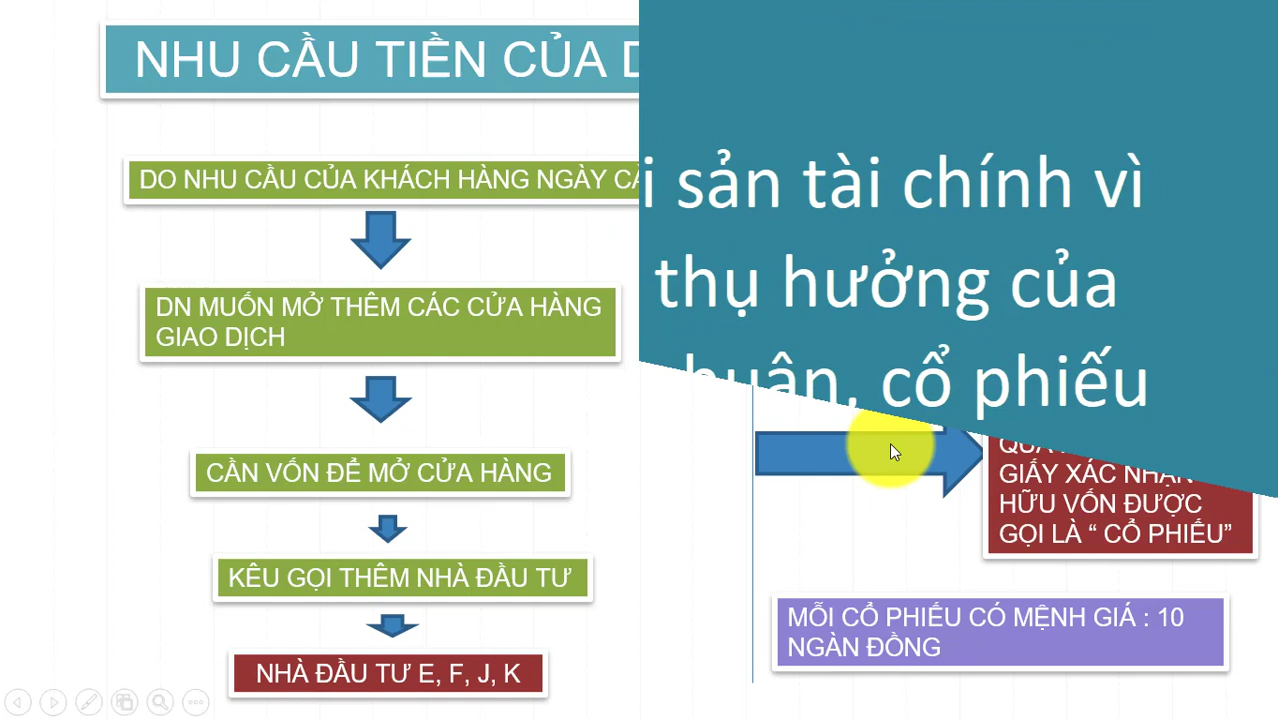 NHU CẦU TIỀN CỦA
DO NHU CẦU CỦA KHÁCH HÀNG NGÀY
DN MUỐN MỞ THÊM CÁC CỬA HÀNG
GIAO DỊCH
CẦN VỐN ĐỂ MỞ CỬA HÀNG
KÊU GỌI THÊM NHÀ ĐẦU TƯ
NHÀ ĐẦU TƯ E, F, J, K
sản tài chính vì
thụ hưởng của
cổ phiếu
GIẤY XÁC NHẬN
HỮU VỐN ĐƯỢC
GỌI LÀ “ CỔ PHIẾU”
MỖI CỔ PHIẾU CÓ MỆNH GIÁ : 10
NGÀN ĐỒNG